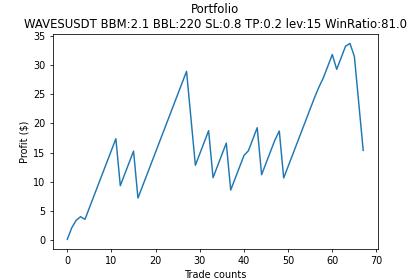 Portfolio
WAVESUSDT BBM:2.1 BBL:220 SL:0.8 TP:0.2 lev:15 WinRatio:81.0
Profit ($)
35
30
25
20
15
10
5
0
0 10 20 30 40 50 60 70
Trade counts